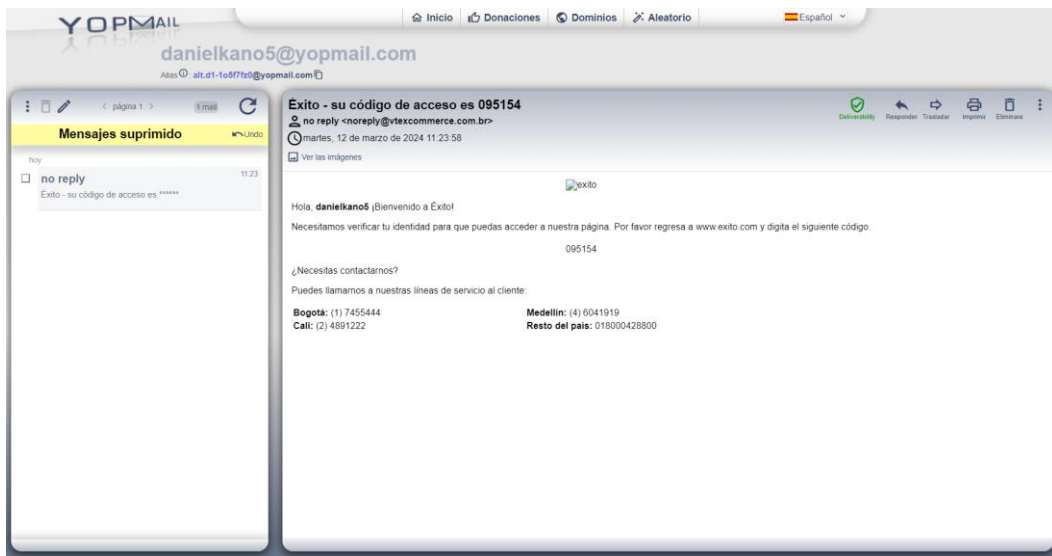 YOPMAIL
Inicio
Donaciones
Dominios
Aleatorio
Español
danielkano5@yopmail.com
Alias: alt.d1-1o8f7fz0@yopmail.com
< página 1 >
1 mail
Mensajes suprimido
Undo
hoy
no reply
11:23
Éxito - su código de acceso es ******
Éxito - su código de acceso es 095154
no reply <noreply@vtexcommerce.com.br>
martes, 12 de marzo de 2024 11:23:58
Ver las imágenes
Deliverability
Responder
Trasladar
Imprimir
Eliminare
exito
Hola, danielkano5 ¡Bienvenido a Éxito!
Necesitamos verificar tu identidad para que puedas acceder a nuestra página. Por favor regresa a www.exito.com y digita el siguiente código.
095154
¿Necesitas contactarnos?
Puedes llamarnos a nuestras líneas de servicio al cliente:
Bogotá: (1) 7455444
Medellín: (4) 6041919
Cali: (2) 4891222
Resto del país: 018000428800